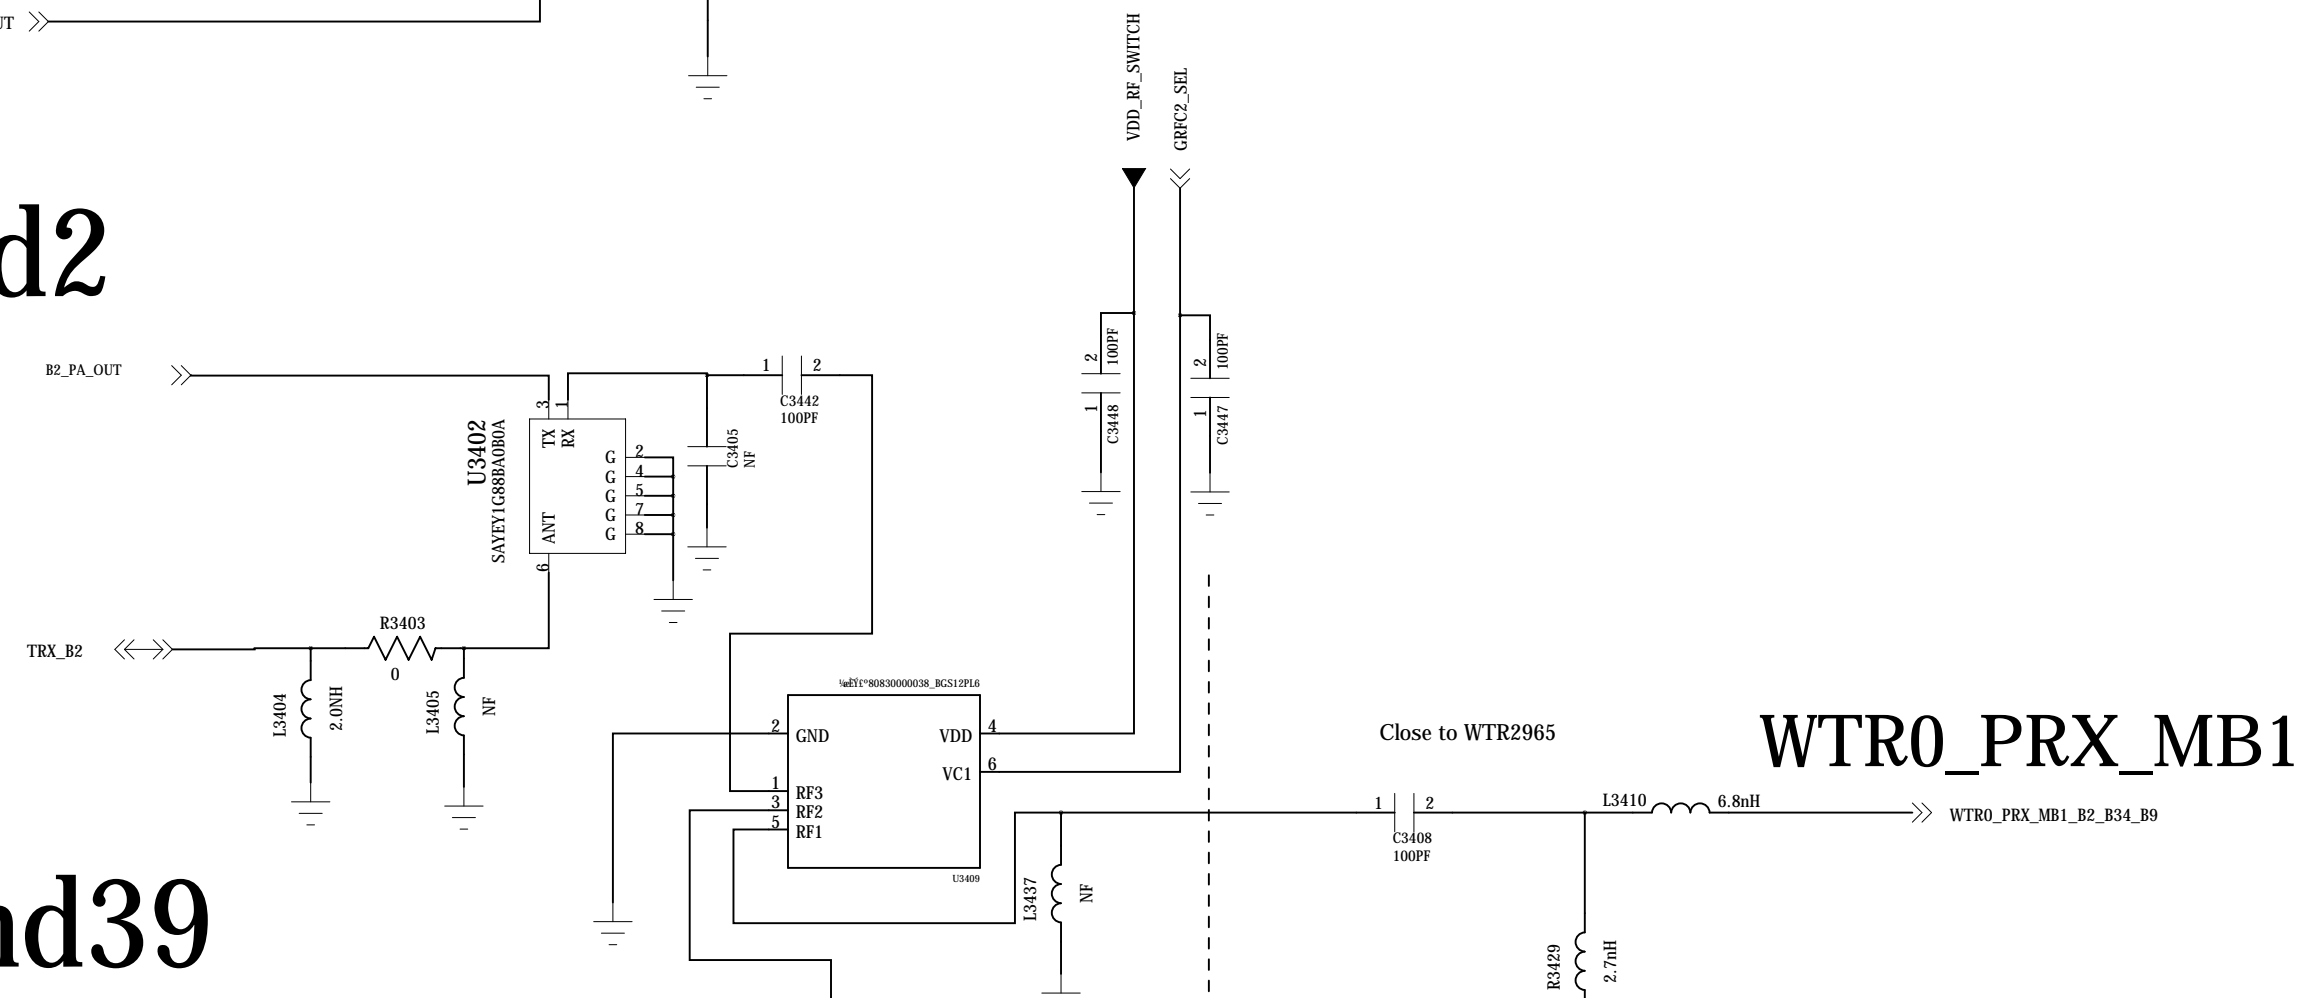 UT
VDD_RF_SWITCH
GRFC2_SEL
d2
B2_PA_OUT
1
2
C3442
100PF
3
1
TX
RX
U3402
SAYEY1G88BA0B0A
ANT
6
G 2
G 4
G 5
G 7
G 8
C3405
NF
2
100PF
1
C3448
2
100PF
1
C3447
R3403
0
TRX_B2
L3404
2.0NH
L3405
NF
80830000038_BGS12PL6
2
GND
VDD
4
VC1
6
1
RF3
3
RF2
5
RF1
U3409
Close to WTR2965
WTR0_PRX_MB1
1
2
C3408
100PF
L3410
6.8nH
WTR0_PRX_MB1_B2_B34_B9
L3437
NF
nd39
R3429
2.7nH